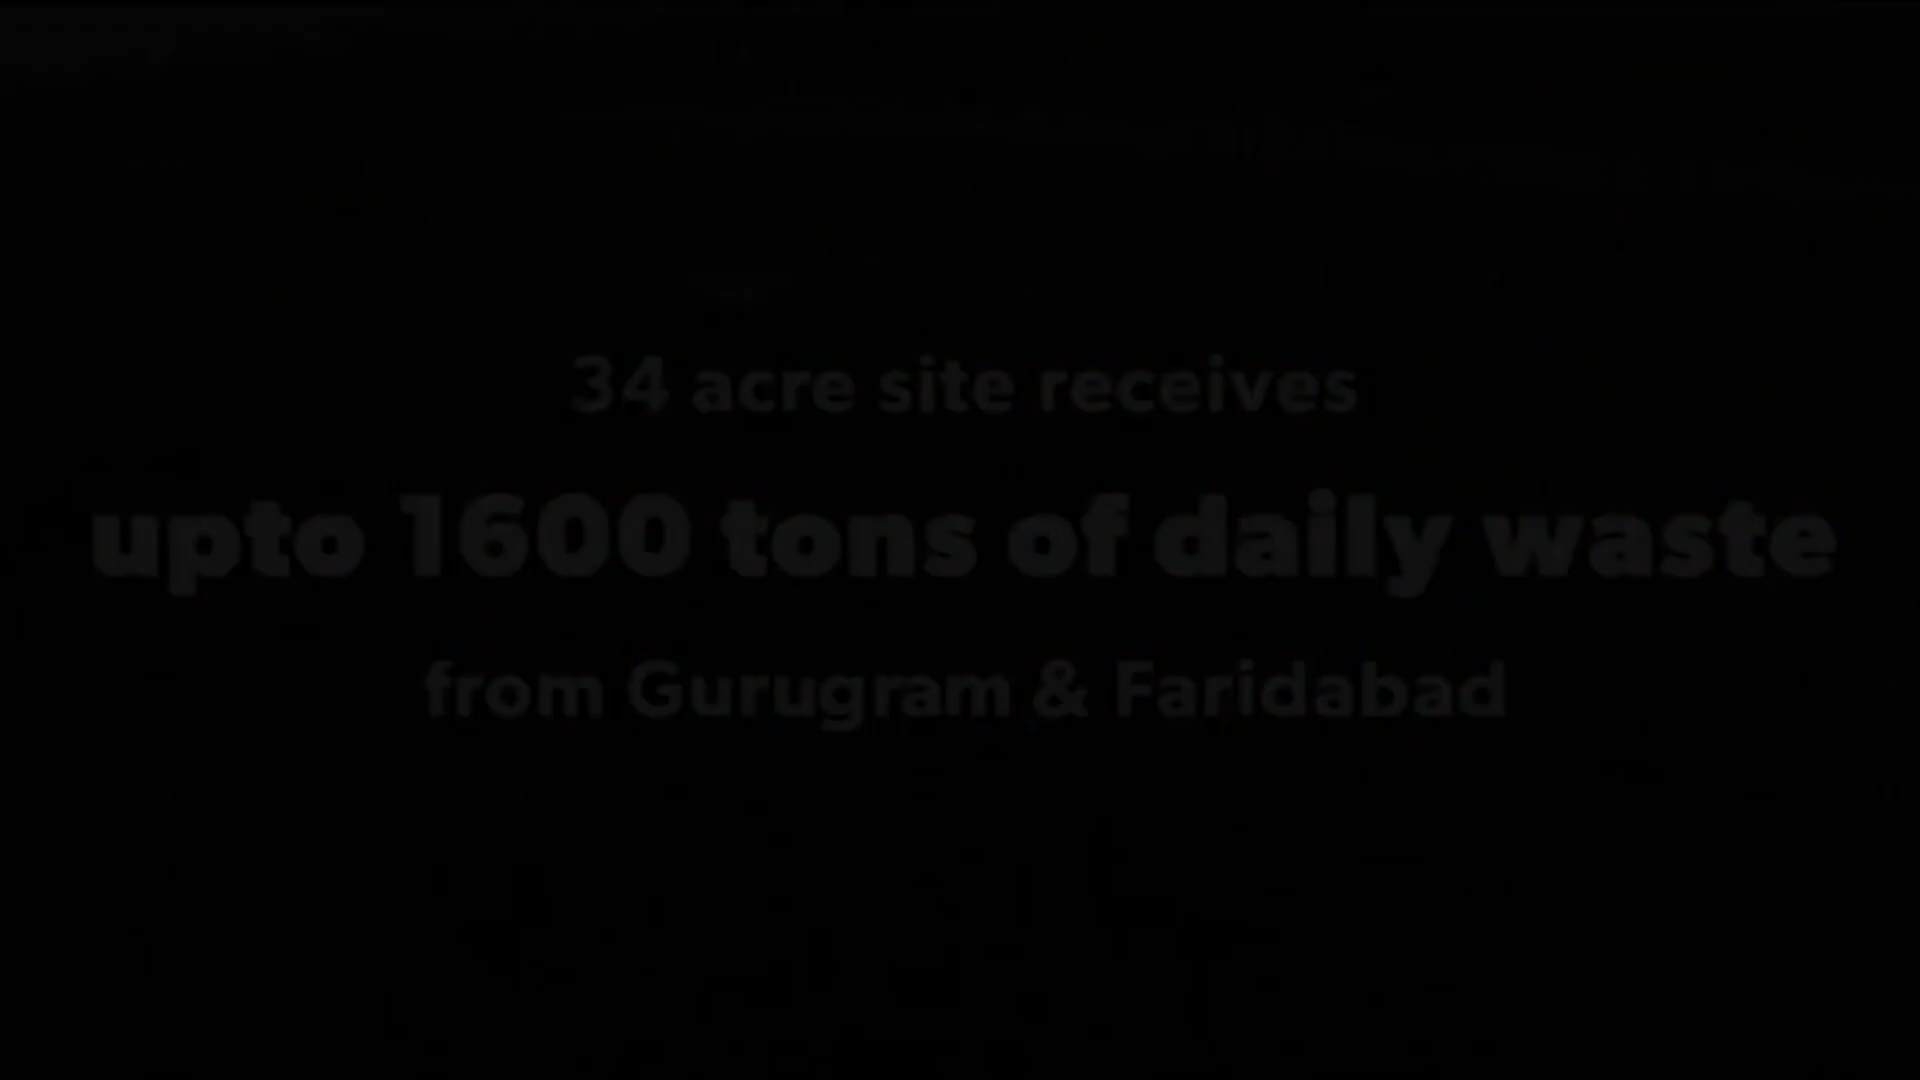 34 acre site receives
upto 1600 tons of daily waste
from Gurugram & Faridabad